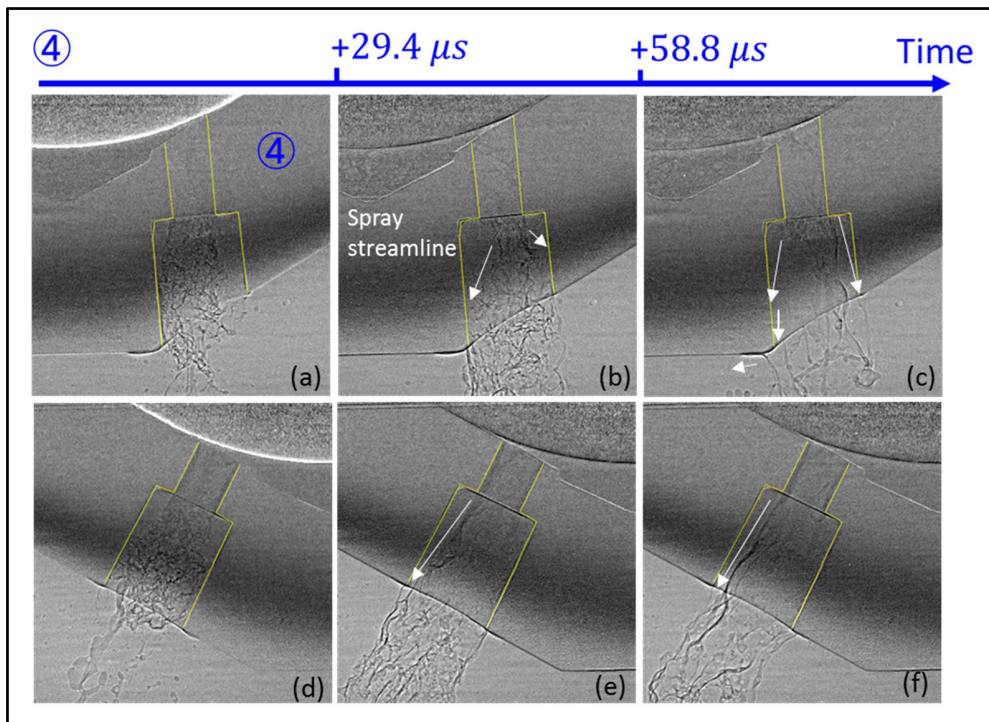 ④
+29.4 μs
+58.8 μs
Time
④
Spray
streamline
(a)
(b)
(c)
(d)
(e)
(f)